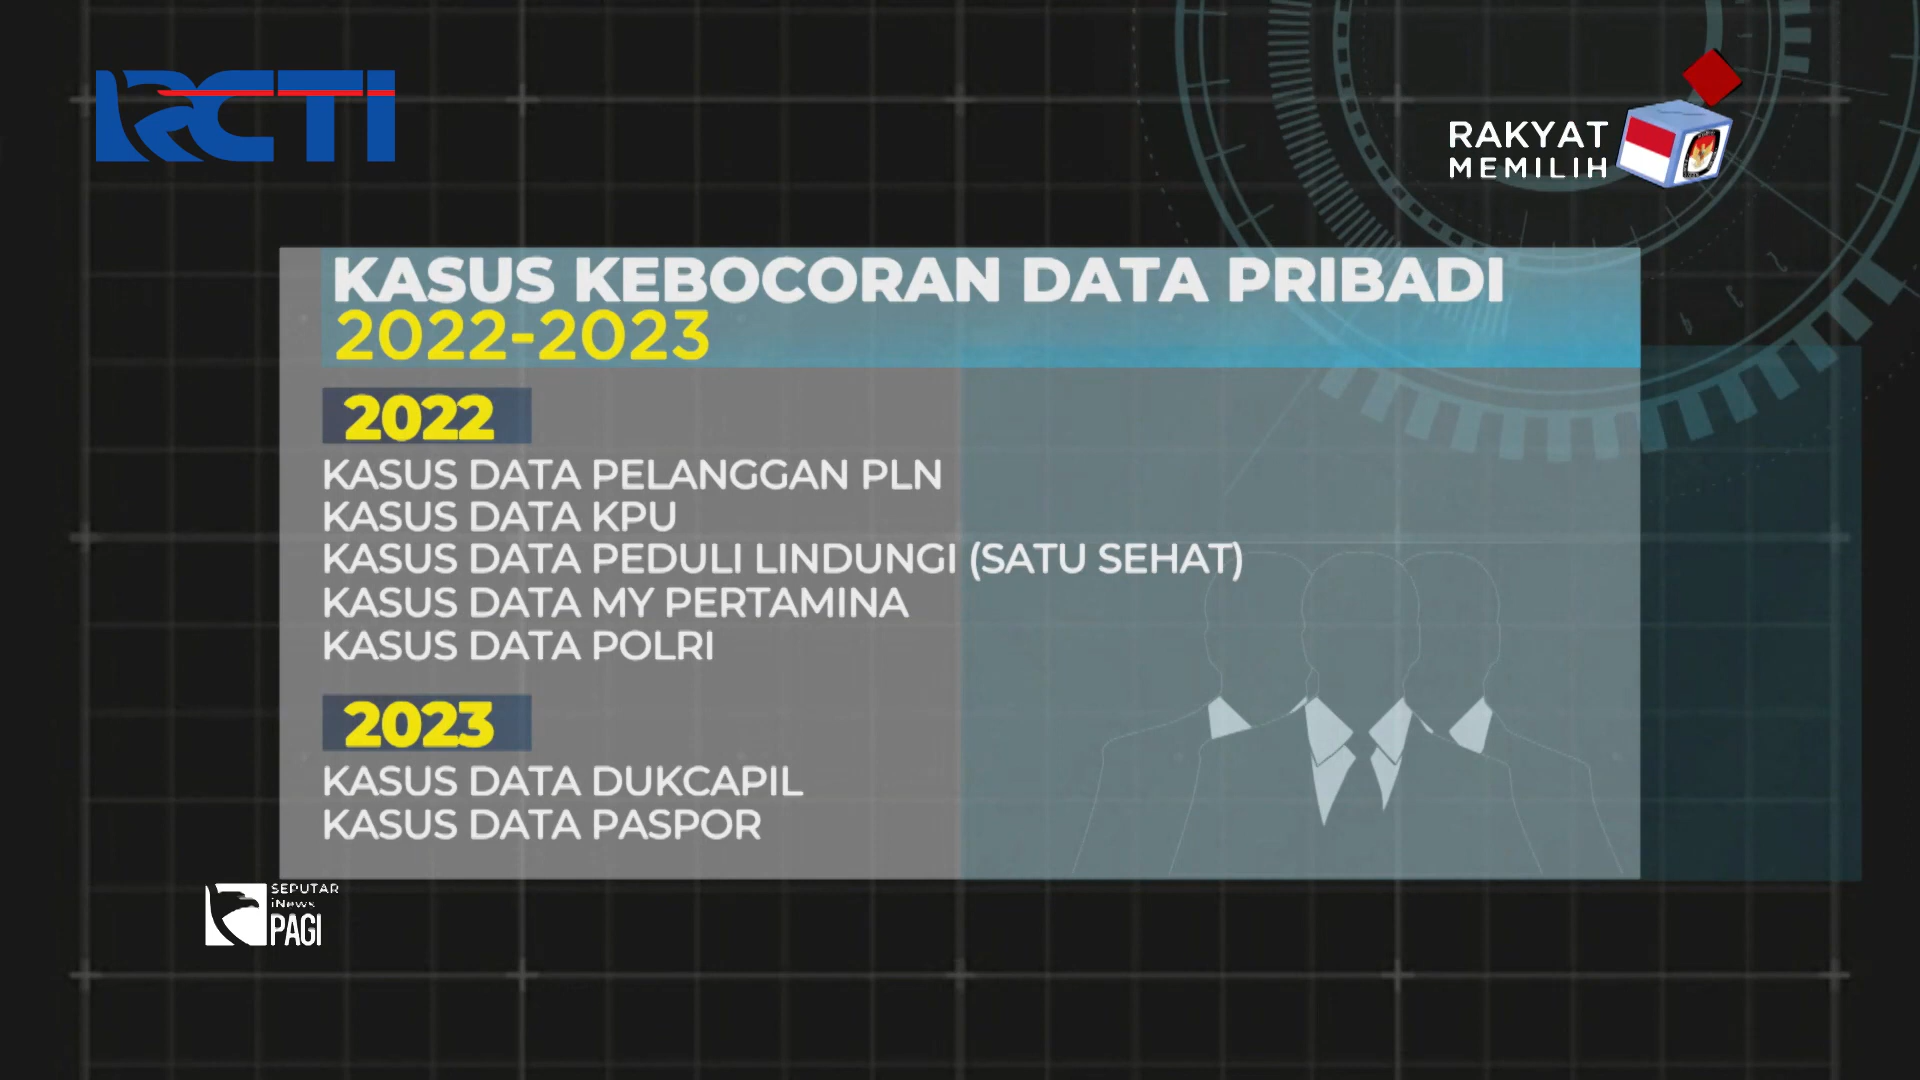 RCTI
RAKYAT
MEMILIH
KASUS KEBOCORAN DATA PRIBADI
2022-2023
2022
KASUS DATA PELANGGAN PLN
KASUS DATA KPU
KASUS DATA PEDULI LINDUNGI (SATU SEHAT)
KASUS DATA MY PERTAMINA
KASUS DATA POLRI
2023
KASUS DATA DUKCAPIL
KASUS DATA PASPOR
SEPUTAR
iNews
PAGI